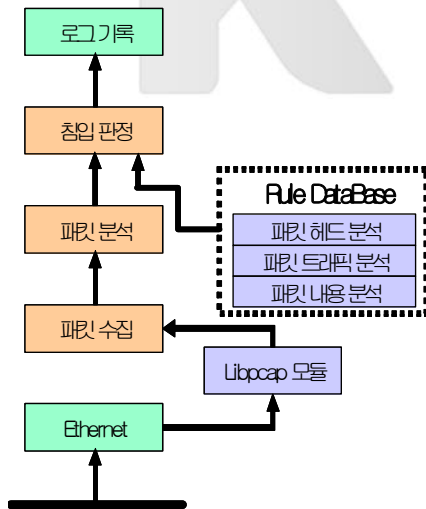 로그 기록
침입 판정
Rule DataBase
패킷 분석
패킷 헤드 분석
패킷 트래픽 분석
패킷 내용 분석
패킷 수집
Libpcap 모듈
Ethernet